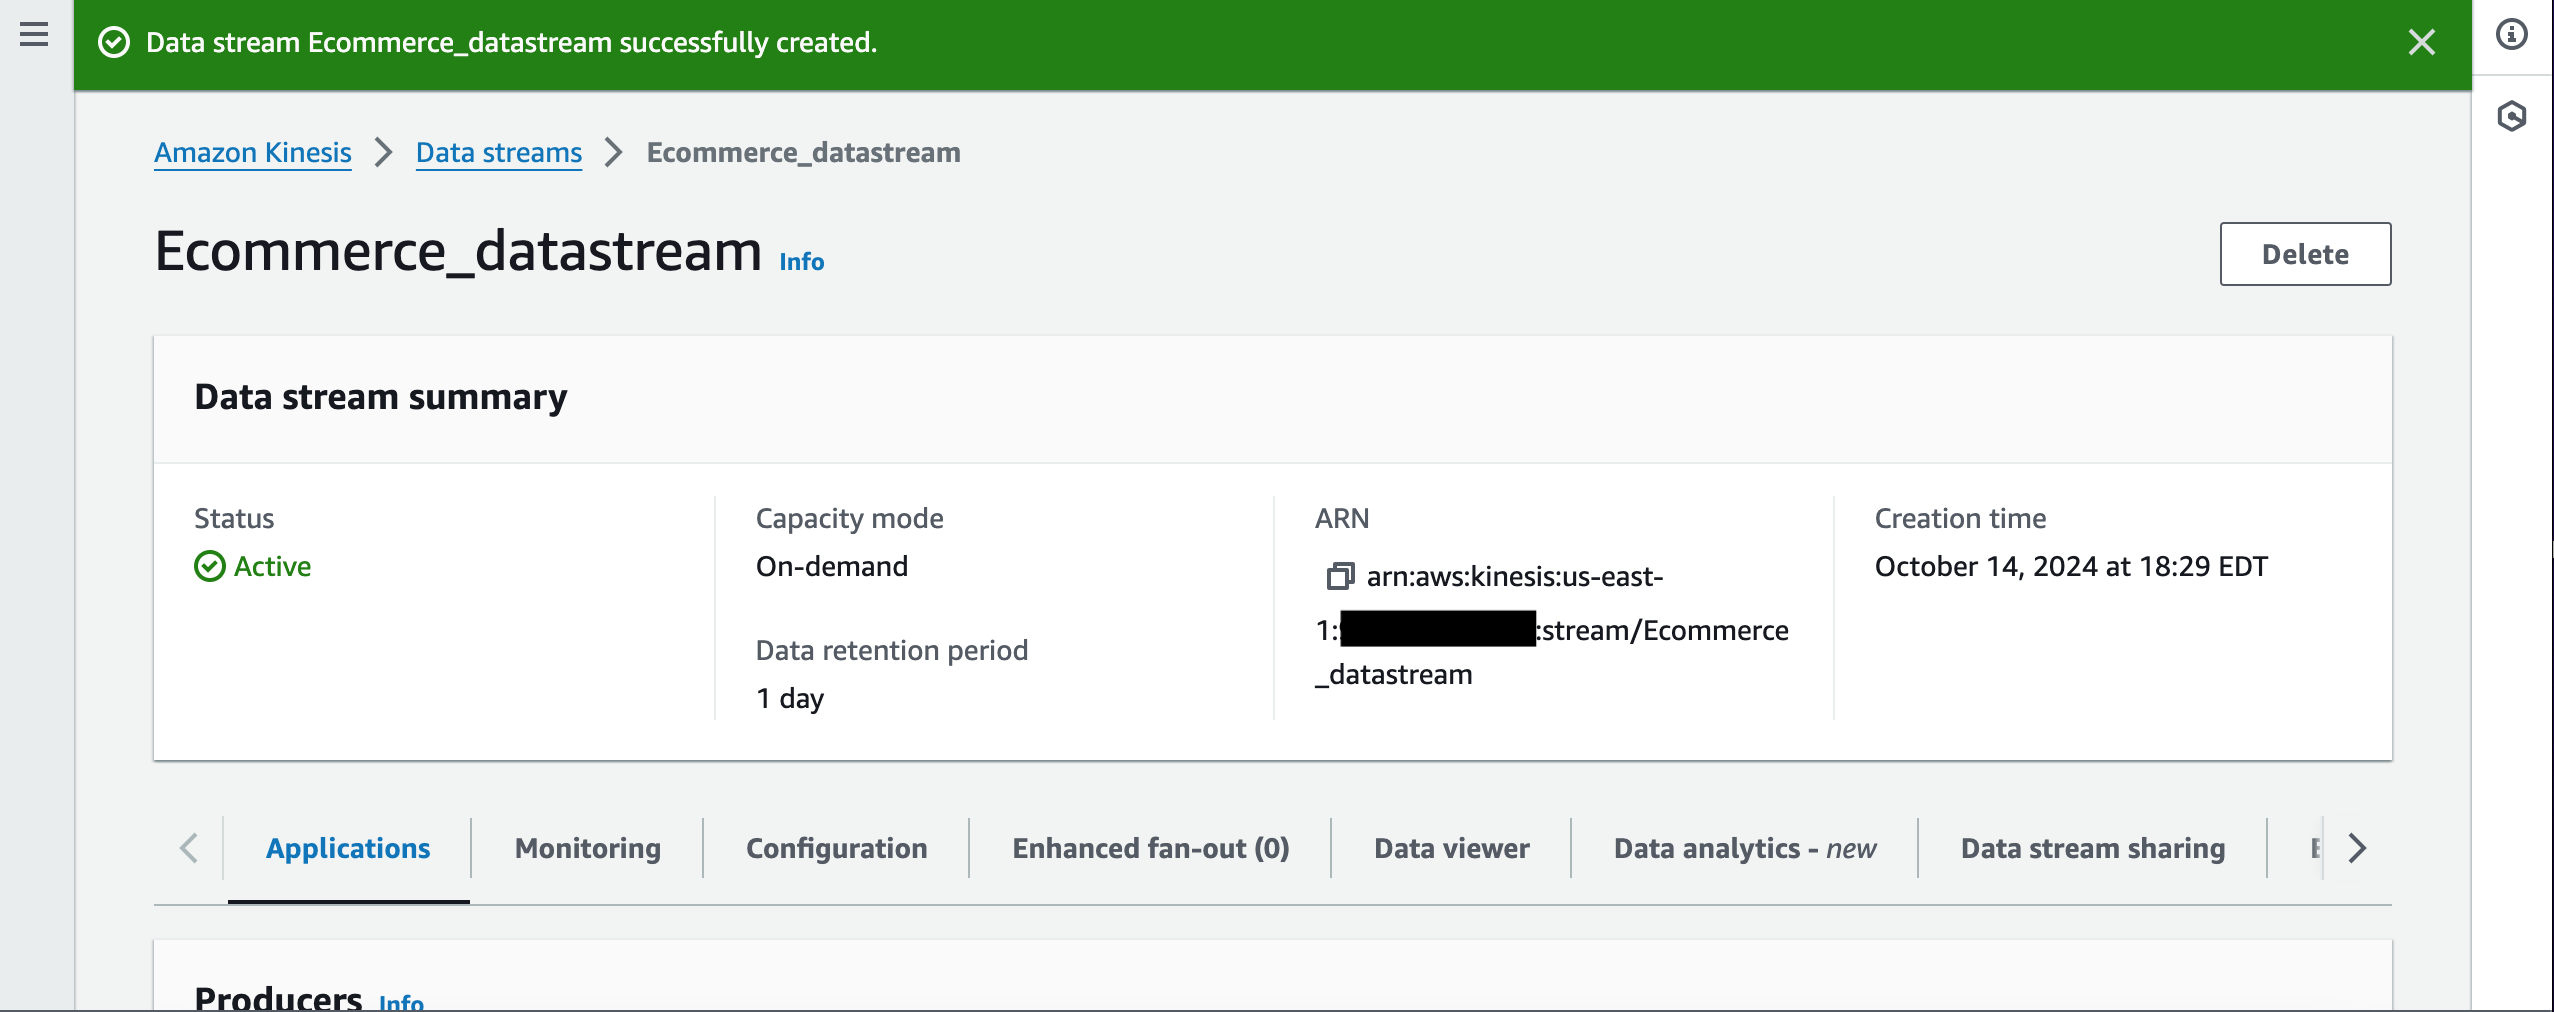 Data stream Ecommerce_datastream successfully created.
Amazon Kinesis
Data streams
Ecommerce_datastream
Ecommerce_datastream Info
Delete
Data stream summary
Status
Active
Capacity mode
On-demand
Data retention period
1 day
ARN
arn:aws:kinesis:us-east-
1: :stream/Ecommerce
_datastream
Creation time
October 14, 2024 at 18:29 EDT
Applications
Monitoring
Configuration
Enhanced fan-out (0)
Data viewer
Data analytics - new
Data stream sharing
Producers Info